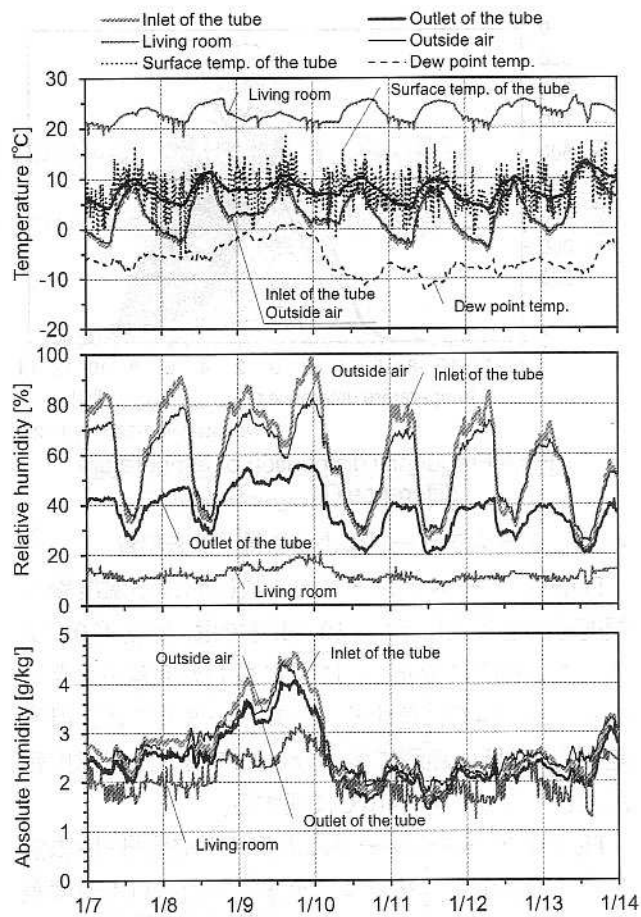 Inlet of the tube Outlet of the tube
Living room Outside air
Surface temp. of the tube Dew point temp.
Temperature [°C]
30
20
10
0
-10
-20
Living room
Surface temp. of the tube
Inlet of the tube
Outside air
Dew point temp.
Relative humidity [%]
100
80
60
40
20
0
Outside air
Inlet of the tube
Outlet of the tube
Living room
Absolute humidity [g/kg']
5
4
3
2
1
0
Outside air
Inlet of the tube
Outlet of the tube
Living room
1/7 1/8 1/9 1/10 1/11 1/12 1/13 1/14